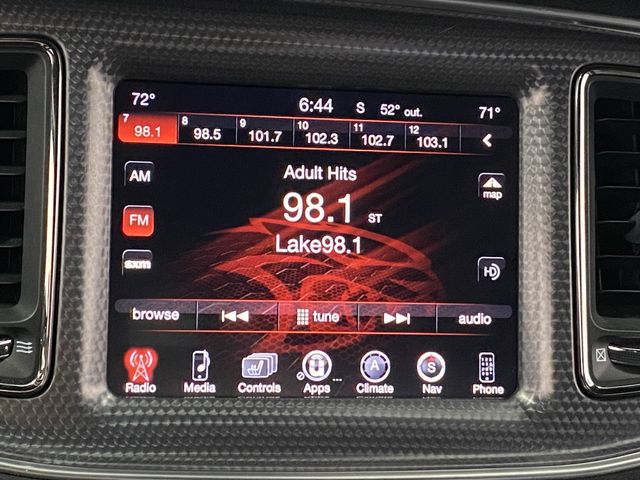 72° 6:44 S 52° out. 71°
7 98.1 8 98.5 9 101.7 10 102.3 11 102.7 12 103.1
AM Adult Hits
98.1 ST map
FM
Lake98.1
sxm HD
browse tune audio
A S
Radio Media Controls Apps ... Climate Nav Phone